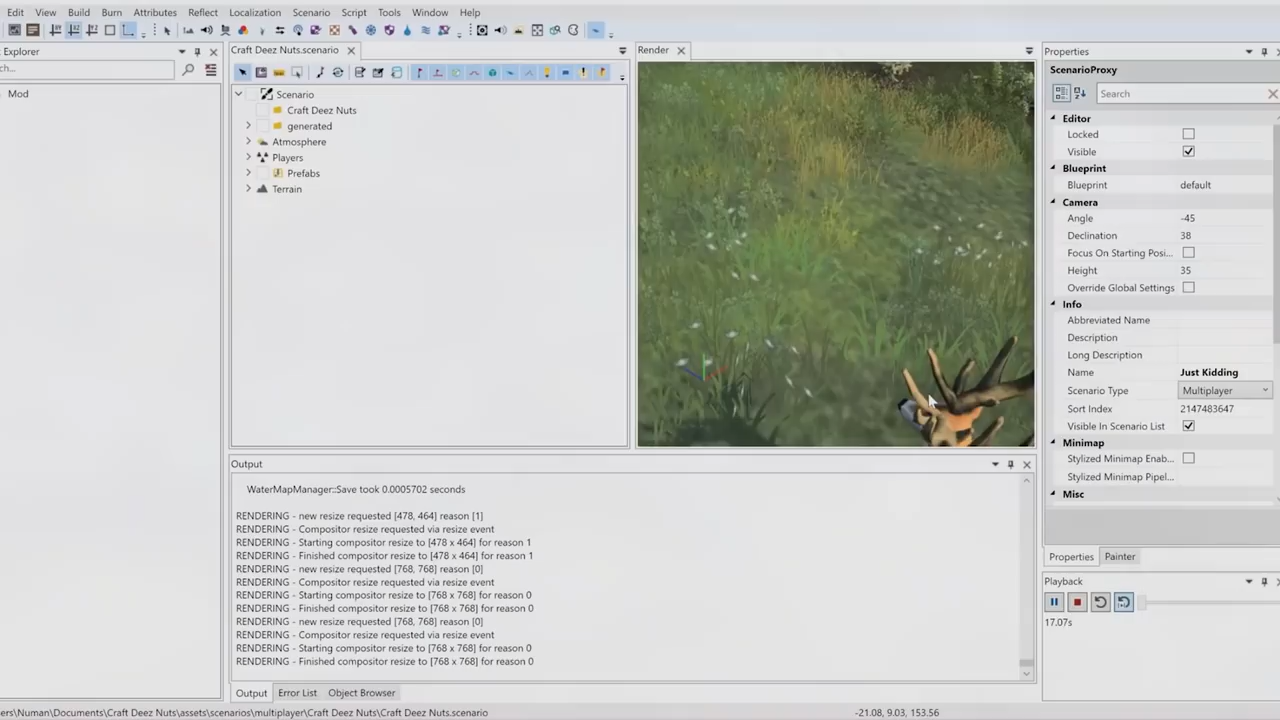 Edit View Build Burn Attributes Reflect Localization Scenario Script Tools Window Help
Explorer
ch...
Mod
Craft Deez Nuts.scenario
Scenario
Craft Deez Nuts
generated
Atmosphere
Players
Prefabs
Terrain
Render
Output
WaterMapManager::Save took 0.0005702 seconds
RENDERING - new resize requested [478, 464] reason [1]
RENDERING - Compositor resize requested via resize event
RENDERING - Starting compositor resize to [478 x 464] for reason 1
RENDERING - Finished compositor resize to [478 x 464] for reason 1
RENDERING - new resize requested [768, 768] reason [0]
RENDERING - Compositor resize requested via resize event
RENDERING - Starting compositor resize to [768 x 768] for reason 0
RENDERING - Finished compositor resize to [768 x 768] for reason 0
RENDERING - new resize requested [768, 768] reason [0]
RENDERING - Compositor resize requested via resize event
RENDERING - Starting compositor resize to [768 x 768] for reason 0
RENDERING - Finished compositor resize to [768 x 768] for reason 0
Output Error List Object Browser
Properties
ScenarioProxy
Search
Editor
Locked
Visible
Blueprint
Blueprint default
Camera
Angle -45
Declination 38
Focus On Starting Posi...
Height 35
Override Global Settings
Info
Abbreviated Name
Description
Long Description
Name Just Kidding
Scenario Type Multiplayer
Sort Index 2147483647
Visible In Scenario List
Minimap
Stylized Minimap Enab...
Stylized Minimap Pipel...
Misc
Properties Painter
Playback
17.07s
ers\Numan\Documents\Craft Deez Nuts\assets\scenarios\multiplayer\Craft Deez Nuts\Craft Deez Nuts.scenario
-21.08, 9.03, 153.56